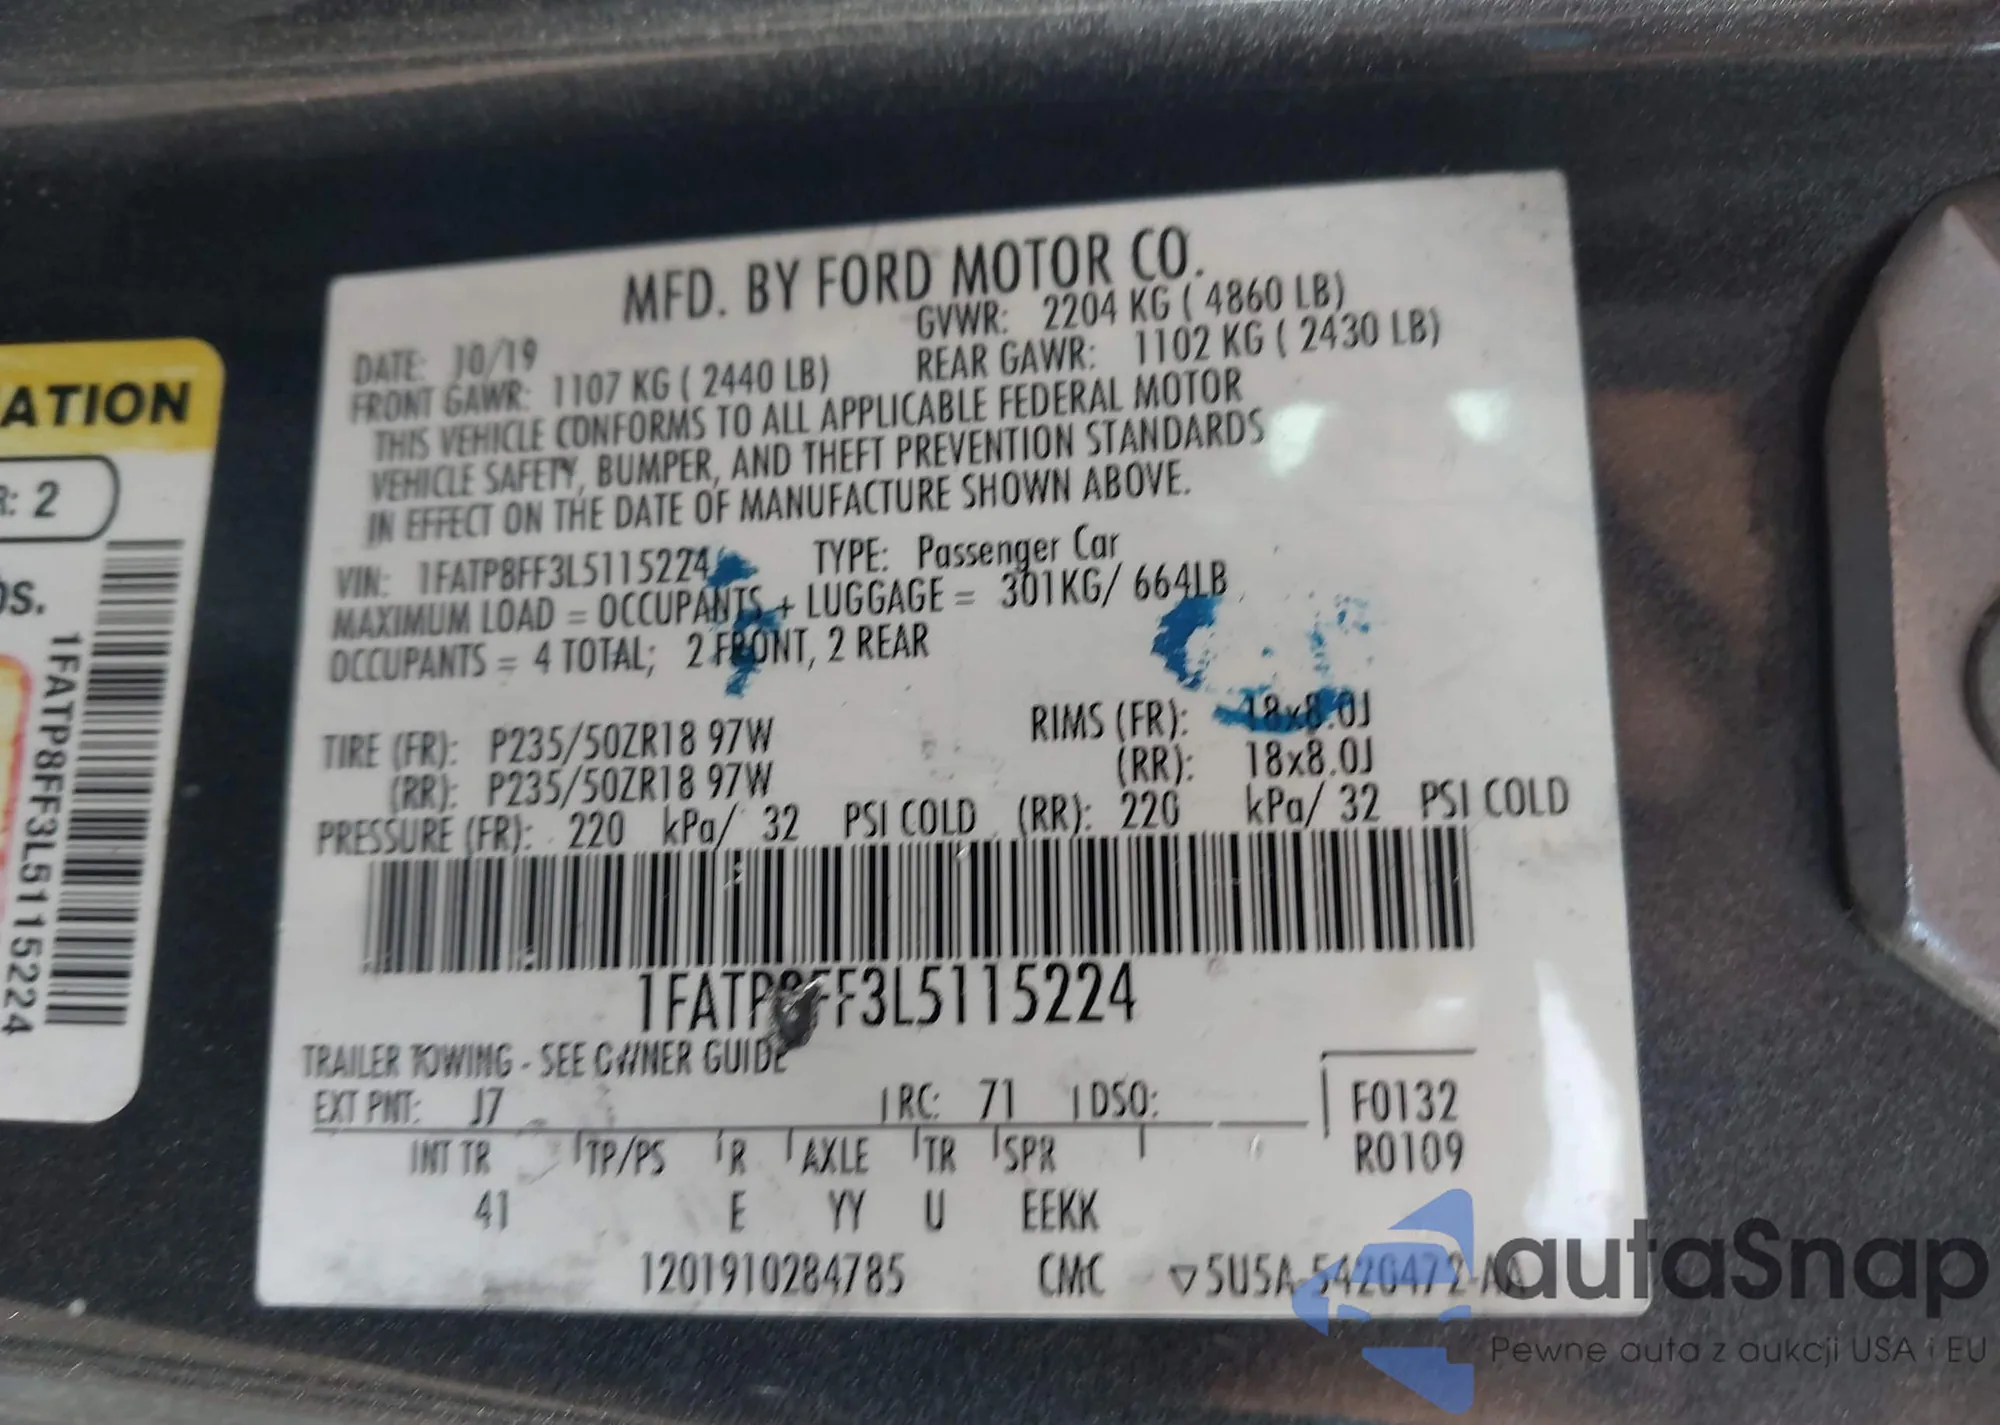 ATION
R: 2
os.
1FATP8FF3L5115224
MFD. BY FORD MOTOR CO.
DATE: 10/19 GVWR: 2204 KG ( 4860 LB)
FRONT GAWR: 1107 KG ( 2440 LB) REAR GAWR: 1102 KG ( 2430 LB)
THIS VEHICLE CONFORMS TO ALL APPLICABLE FEDERAL MOTOR
VEHICLE SAFETY, BUMPER, AND THEFT PREVENTION STANDARDS
IN EFFECT ON THE DATE OF MANUFACTURE SHOWN ABOVE.
VIN: 1FATP8FF3L5115224 TYPE: Passenger Car
MAXIMUM LOAD = OCCUPANTS + LUGGAGE = 301KG/ 664LB
OCCUPANTS = 4 TOTAL; 2 FRONT, 2 REAR
TIRE (FR): P235/50ZR18 97W RIMS (FR): 18x8.0J
(RR): P235/50ZR18 97W (RR): 18x8.0J
PRESSURE (FR): 220 kPa/ 32 PSI COLD (RR): 220 kPa/ 32 PSI COLD
1FATP8FF3L5115224
TRAILER TOWING - SEE OWNER GUIDE
EXT PNT: J7 RC: 71 DSO: F0132
INT TR TP/PS R AXLE TR SPR R0109
41 E YY U EEKK
1201910284785 CMC ▽5U5A-5420472-AA
autaSnap
Pewne auta z aukcji USA i EU